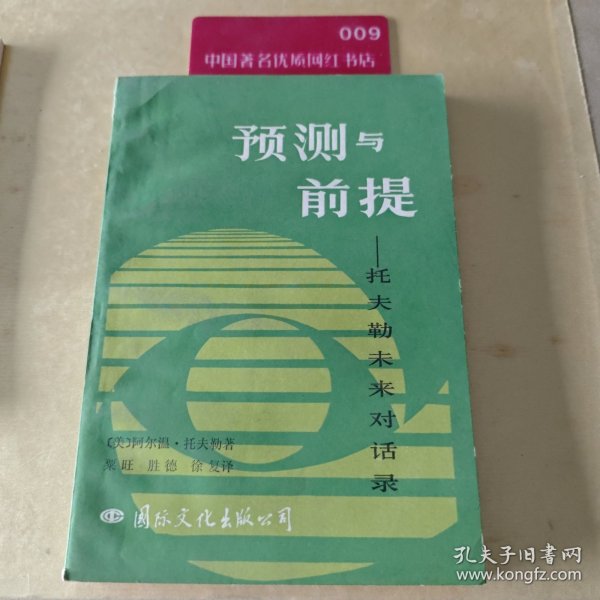 009
中国著名优质网红书店
预测与
前提
——托夫勒未来对话录
〔美〕阿尔温·托夫勒著
栗旺 胜德 徐复译
国际文化出版公司
孔夫子旧书网
www.kongfz.com